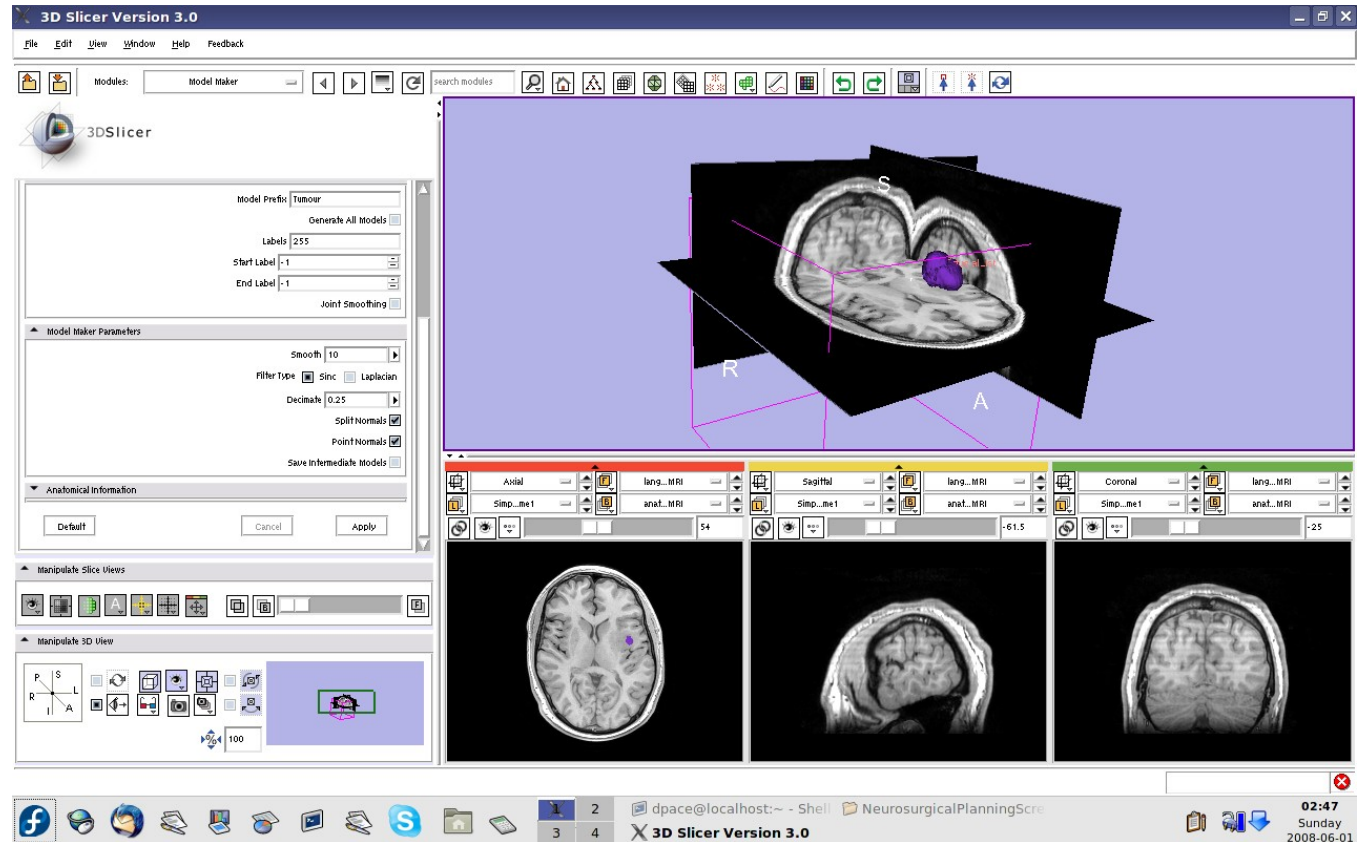 3D Slicer Version 3.0
File Edit View Window Help Feedback
Modules: Model Maker search modules
3DSlicer
Model Prefix Tumour
Generate All Models
Labels 255
Start Label -1
End Label -1
Joint Smoothing
Model Maker Parameters
Smooth 10
Filter Type Sinc Laplacian
Decimate 0.25
Split Normals
Point Normals
Save Intermediate Models
Anatomical Information
Default Cancel Apply
Manipulate Slice Views
A B F
Manipulate 3D View
P S
R L
I A
% 100
S
R
A
Axial F lang...MRI Sagittal F lang...MRI Coronal F lang...MRI
L Simp...me1 B anat...MRI L Simp...me1 B anat...MRI L Simp...me1 B anat...MRI
54 -61.5 -25
1 2 dpace@localhost:~ - Shell NeurosurgicalPlanningScre
3 4 3D Slicer Version 3.0
02:47
Sunday
2008-06-01